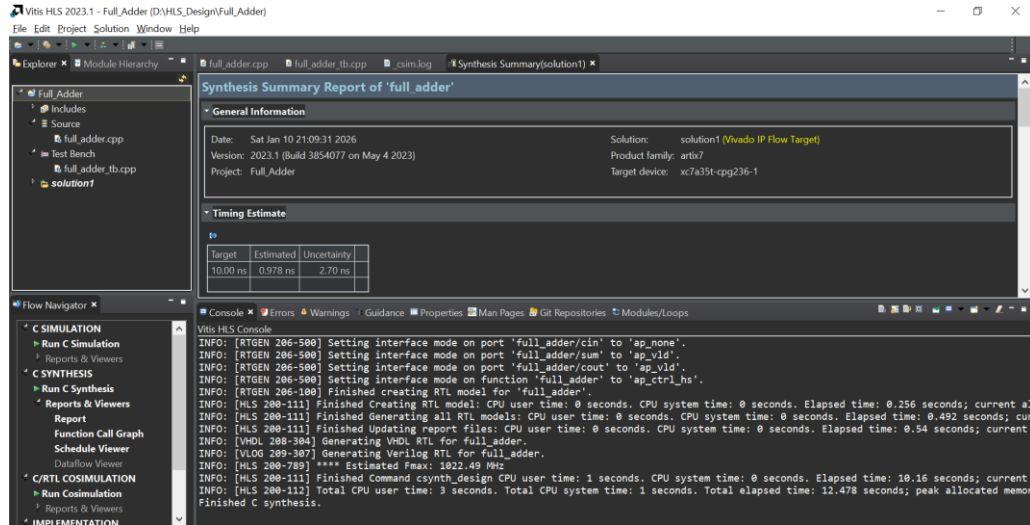 Vitis HLS 2023.1 - Full_Adder (D:\HLS_Design\Full_Adder)
File Edit Project Solution Window Help
Explorer Module Hierarchy
Full_Adder
Includes
Source
full_adder.cpp
Test Bench
full_adder_tb.cpp
solution1
full_adder.cpp full_adder_tb.cpp _csim.log Synthesis Summary(solution1)
Synthesis Summary Report of 'full_adder'
General Information
Date: Sat Jan 10 21:09:31 2026
Version: 2023.1 (Build 3854077 on May 4 2023)
Project: Full_Adder
Solution: solution1 (Vivado IP Flow Target)
Product family: artix7
Target device: xc7a35t-cpg236-1
Timing Estimate
Target Estimated Uncertainty
10.00 ns 0.978 ns 2.70 ns
Flow Navigator
C SIMULATION
Run C Simulation
Reports & Viewers
C SYNTHESIS
Run C Synthesis
Reports & Viewers
Report
Function Call Graph
Schedule Viewer
Dataflow Viewer
C/RTL COSIMULATION
Run Cosimulation
IMPLEMENTATION
Console Errors Warnings Guidance Properties Man Pages Git Repositories Modules/Loops
Vitis HLS Console
INFO: [RTGEN 206-500] Setting interface mode on port 'full_adder/cin' to 'ap_none'.
INFO: [RTGEN 206-500] Setting interface mode on port 'full_adder/sum' to 'ap_vld'.
INFO: [RTGEN 206-500] Setting interface mode on port 'full_adder/cout' to 'ap_vld'.
INFO: [RTGEN 206-500] Setting interface mode on function 'full_adder' to 'ap_ctrl_hs'.
INFO: [RTGEN 206-100] Finished creating RTL model for 'full_adder'.
INFO: [HLS 200-111] Finished Creating RTL model: CPU user time: 0 seconds. CPU system time: 0 seconds. Elapsed time: 0.256 seconds; current al
INFO: [HLS 200-111] Finished Generating all RTL models: CPU user time: 0 seconds. CPU system time: 0 seconds. Elapsed time: 0.492 seconds; cur
INFO: [HLS 200-111] Finished Updating report files: CPU user time: 0 seconds. CPU system time: 0 seconds. Elapsed time: 0.54 seconds; current
INFO: [VHDL 208-304] Generating VHDL RTL for full_adder.
INFO: [VLOG 209-307] Generating Verilog RTL for full_adder.
INFO: [HLS 200-789] **** Estimated Fmax: 1022.49 MHz
INFO: [HLS 200-111] Finished Command csynth_design CPU user time: 1 seconds. CPU system time: 0 seconds. Elapsed time: 10.16 seconds; current
INFO: [HLS 200-112] Total CPU user time: 3 seconds. Total CPU system time: 1 seconds. Total elapsed time: 12.478 seconds; peak allocated memor
Finished C synthesis.